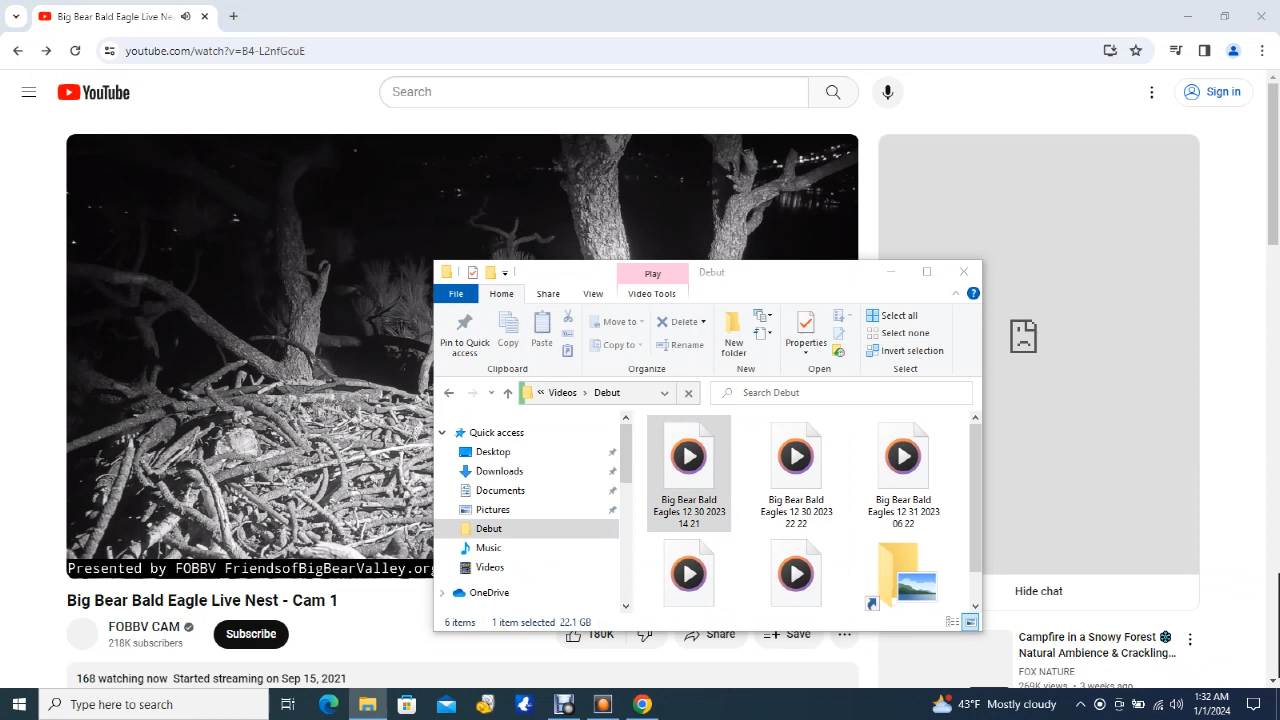 Big Bear Bald Eagle Live Ne
youtube.com/watch?v=B4-L2nfGcuE
YouTube
Search
Sign in
Presented by FOBBV FriendsofBigBearValley.org
Play
Debut
File
Home
Share
View
Video Tools
Pin to Quick
access
Copy
Paste
Move to
Copy to
Delete
Rename
New
folder
Properties
Select all
Select none
Invert selection
Clipboard
Organize
New
Open
Select
« Videos › Debut
Search Debut
Quick access
Desktop
Downloads
Documents
Pictures
Debut
Music
Videos
OneDrive
Big Bear Bald
Eagles 12 30 2023
14 21
Big Bear Bald
Eagles 12 30 2023
22 22
Big Bear Bald
Eagles 12 31 2023
06 22
6 items
1 item selected 22.1 GB
Hide chat
Big Bear Bald Eagle Live Nest - Cam 1
FOBBV CAM
218K subscribers
Subscribe
180K
Share
Save
168 watching now Started streaming on Sep 15, 2021
Campfire in a Snowy Forest
Natural Ambience & Crackling...
FOX NATURE
269K views • 3 weeks ago
Type here to search
43°F Mostly cloudy
1:32 AM
1/1/2024